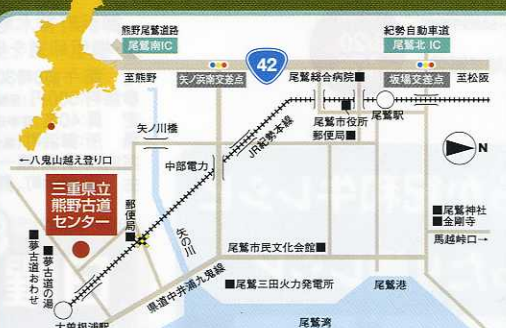 熊野尾鷲道路
尾鷲南IC
紀勢自動車道
尾鷲北 IC
至熊野
矢ノ浜南交差点
42
尾鷲総合病院■
坂場交差点
至松阪
尾鷲駅
尾鷲市役所
郵便局■
JR紀勢本線
矢ノ川橋
N
←八鬼山越え登り口
中部電力
三重県立
熊野古道
センター
郵便局■
矢の川
■尾鷲神社
■金剛寺
馬越峠口→
■夢古道おわせ
■夢古道の湯
尾鷲市民文化会館■
県道中井浦九鬼線
■尾鷲三田火力発電所
尾鷲港
大曽根浦駅
尾鷲湾